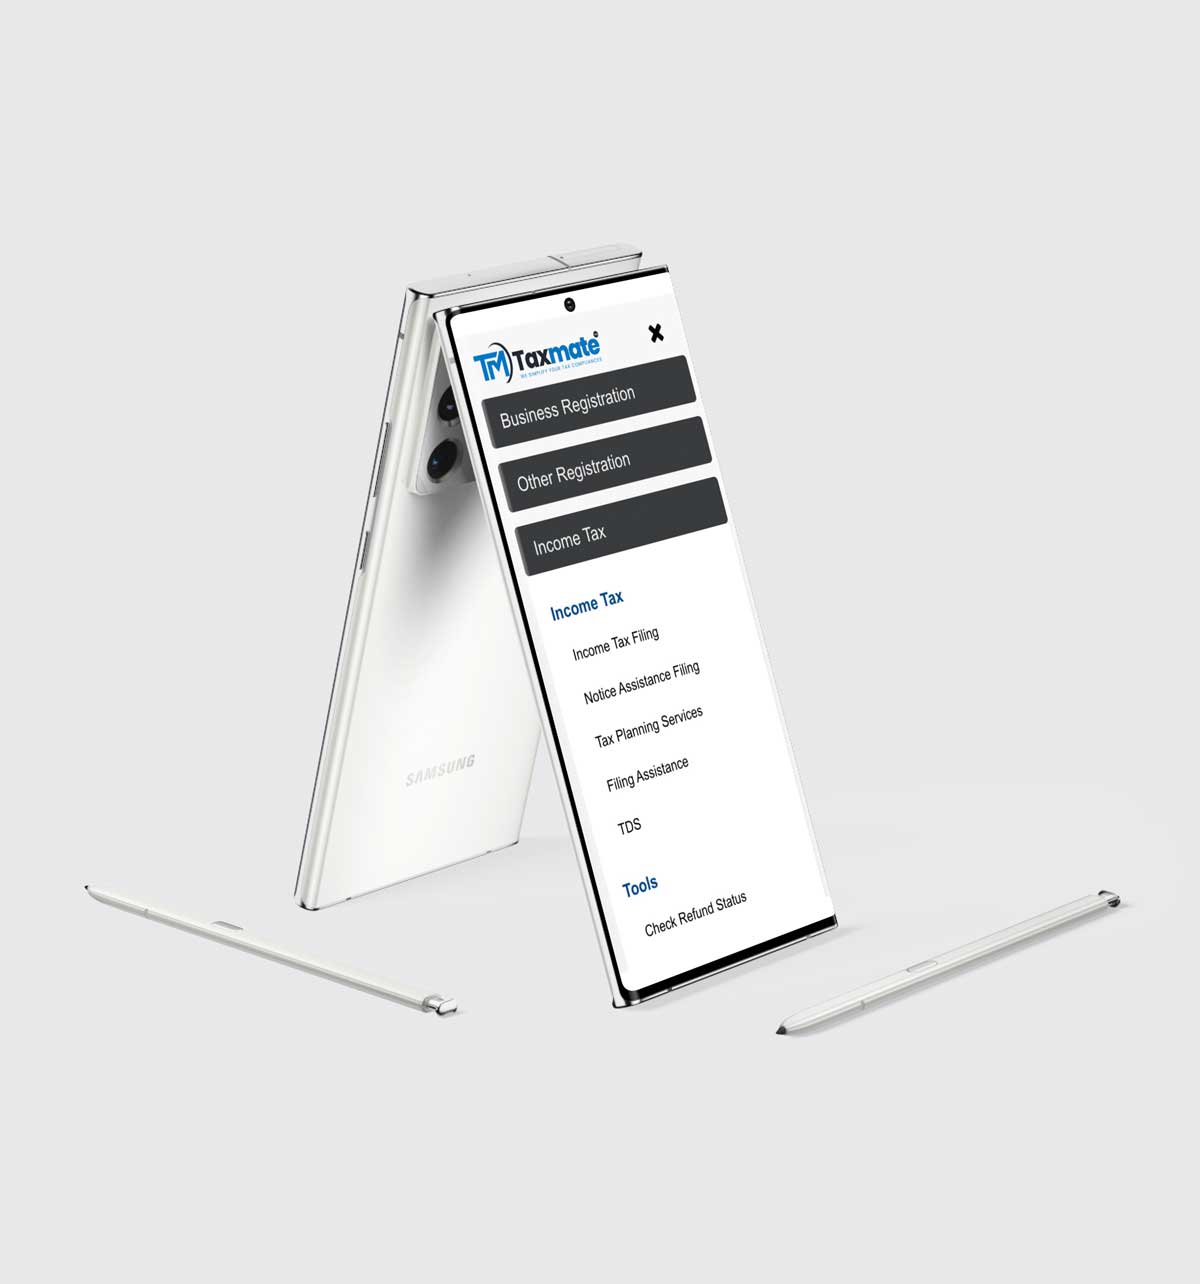 TM Taxmate
WE SIMPLIFY YOUR TAX COMPLIANCES
Business Registration
Other Registration
Income Tax
Income Tax
Income Tax Filing
Notice Assistance Filing
Tax Planning Services
Filing Assistance
TDS
Tools
Check Refund Status
SAMSUNG